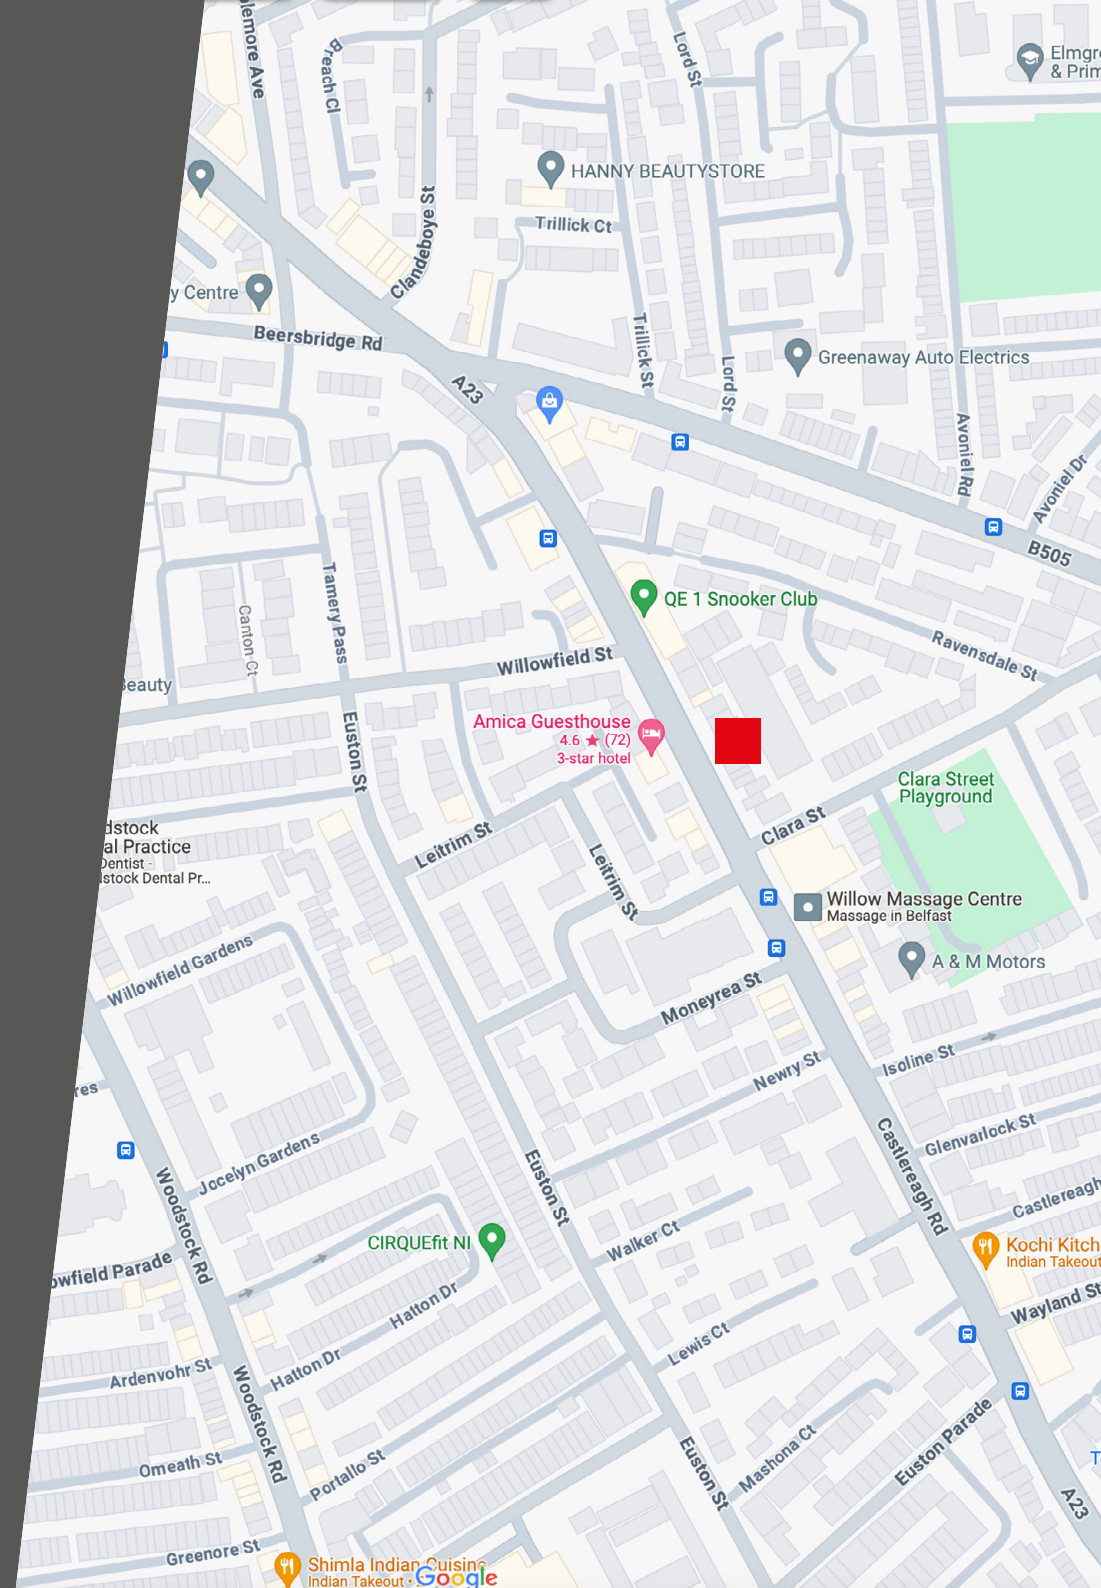 Breach Cl
Lord St
Elmgr
& Prim
HANNY BEAUTYSTORE
Trillick Ct
Clandeboye St
y Centre
Beersbridge Rd
A23
Trillick St
Lord St
Greenaway Auto Electrics
Avoniel Rd
Avoniel Dr
B505
Tamery Pass
Canton Ct
QE 1 Snooker Club
Ravensdale St
Willowfield St
Beauty
Euston St
Amica Guesthouse
4.6 ★ (72)
3-star hotel
Clara Street
Playground
Clara St
Leitrim St
Leitrim St
dstock
al Practice
Dentist -
stock Dental Pr...
Willow Massage Centre
Massage in Belfast
A & M Motors
Willowfield Gardens
Moneyrea St
Isoline St
Newry St
res
Glenvarlock St
Castlereagh Rd
Jocelyn Gardens
Woodstock Rd
Euston St
Castlereagh
CIRQUEfit NI
Walker Ct
Kochi Kitch
Indian Takeout
owfield Parade
Hatton Dr
Wayland St
Lewis Ct
Hatton Dr
Ardenvohr St
Woodstock Rd
Euston Parade
Mashona Ct
Euston St
Omeath St
Portallo St
A23
T
Greenore St
Shimla Indian Cuisine
Indian Takeout •
Google
lemore Ave